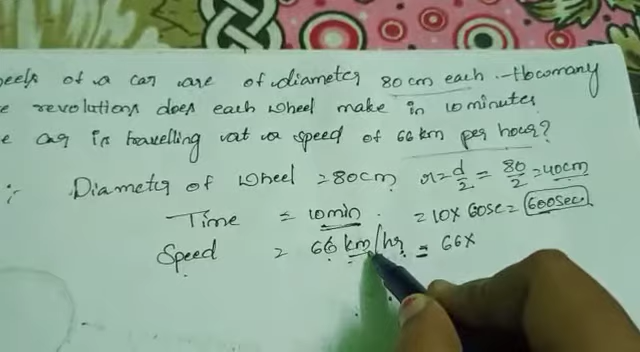 eels of a car are of diameter 80 cm each. How many
e revolutions does each wheel make in 10 minutes
e car is travelling at a speed of 66 km per hour?
:- Diameter of wheel = 80cm r = d/2 = 80/2 = 40cm
Time = 10min. = 10 x 60sec = 600sec
Speed = 66 km/hr = 66x